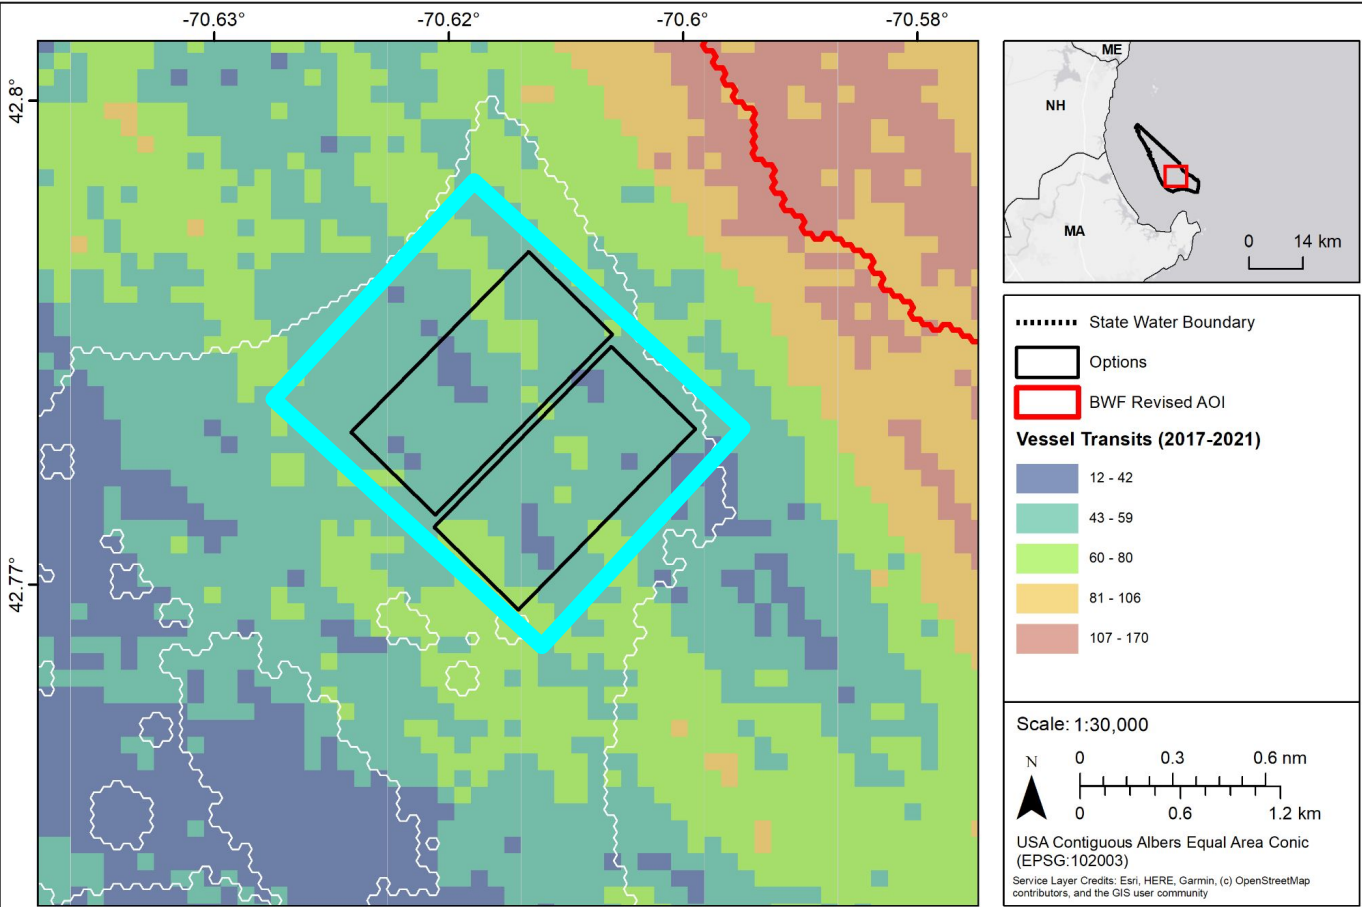 -70.63° -70.62° -70.6° -70.58°
42.8°
42.77°
ME
NH
MA
0 14 km
State Water Boundary
Options
BWF Revised AOI
Vessel Transits (2017-2021)
12 - 42
43 - 59
60 - 80
81 - 106
107 - 170
Scale: 1:30,000
N
0 0.3 0.6 nm
0 0.6 1.2 km
USA Contiguous Albers Equal Area Conic
(EPSG:102003)
Service Layer Credits: Esri, HERE, Garmin, (c) OpenStreetMap
contributors, and the GIS user community